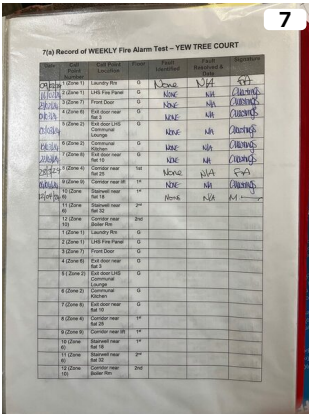 7
7(a) Record of WEEKLY Fire Alarm Test – YEW TREE COURT
Date Call Point Number Call Point Location Floor Fault Identified Fault Resolved & Date Signature
1 (Zone 1) Laundry Rm G None N/A
2 (Zone 1) LHS Fire Panel G NONE N/A
3 (Zone 7) Front Door G NONE N/A
4 (Zone 8) Exit door near flat 3 G NONE N/A
5 (Zone 2) Exit door LHS Communal Lounge G NONE N/A
6 (Zone 2) Communal Kitchen G NONE N/A
7 (Zone 8) Exit door near flat 10 G NONE N/A
8 (Zone 4) Corridor near flat 25 1st None N/A
9 (Zone 9) Corridor near lift 1st NONE N/A
10 (Zone 6) Stairwell near flat 18 1st None N/A
11 (Zone 6) Stairwell near flat 32 2nd
12 (Zone 10) Corridor near Boiler Rm 2nd
1 (Zone 1) Laundry Rm G
2 (Zone 1) LHS Fire Panel G
3 (Zone 7) Front Door G
4 (Zone 8) Exit door near flat 3 G
5 (Zone 2) Exit door LHS Communal Lounge G
6 (Zone 2) Communal Kitchen G
7 (Zone 8) Exit door near flat 10 G
8 (Zone 4) Corridor near flat 25 1st
9 (Zone 9) Corridor near lift 1st
10 (Zone 6) Stairwell near flat 18 1st
11 (Zone 6) Stairwell near flat 32 2nd
12 (Zone 10) Corridor near Boiler Rm 2nd